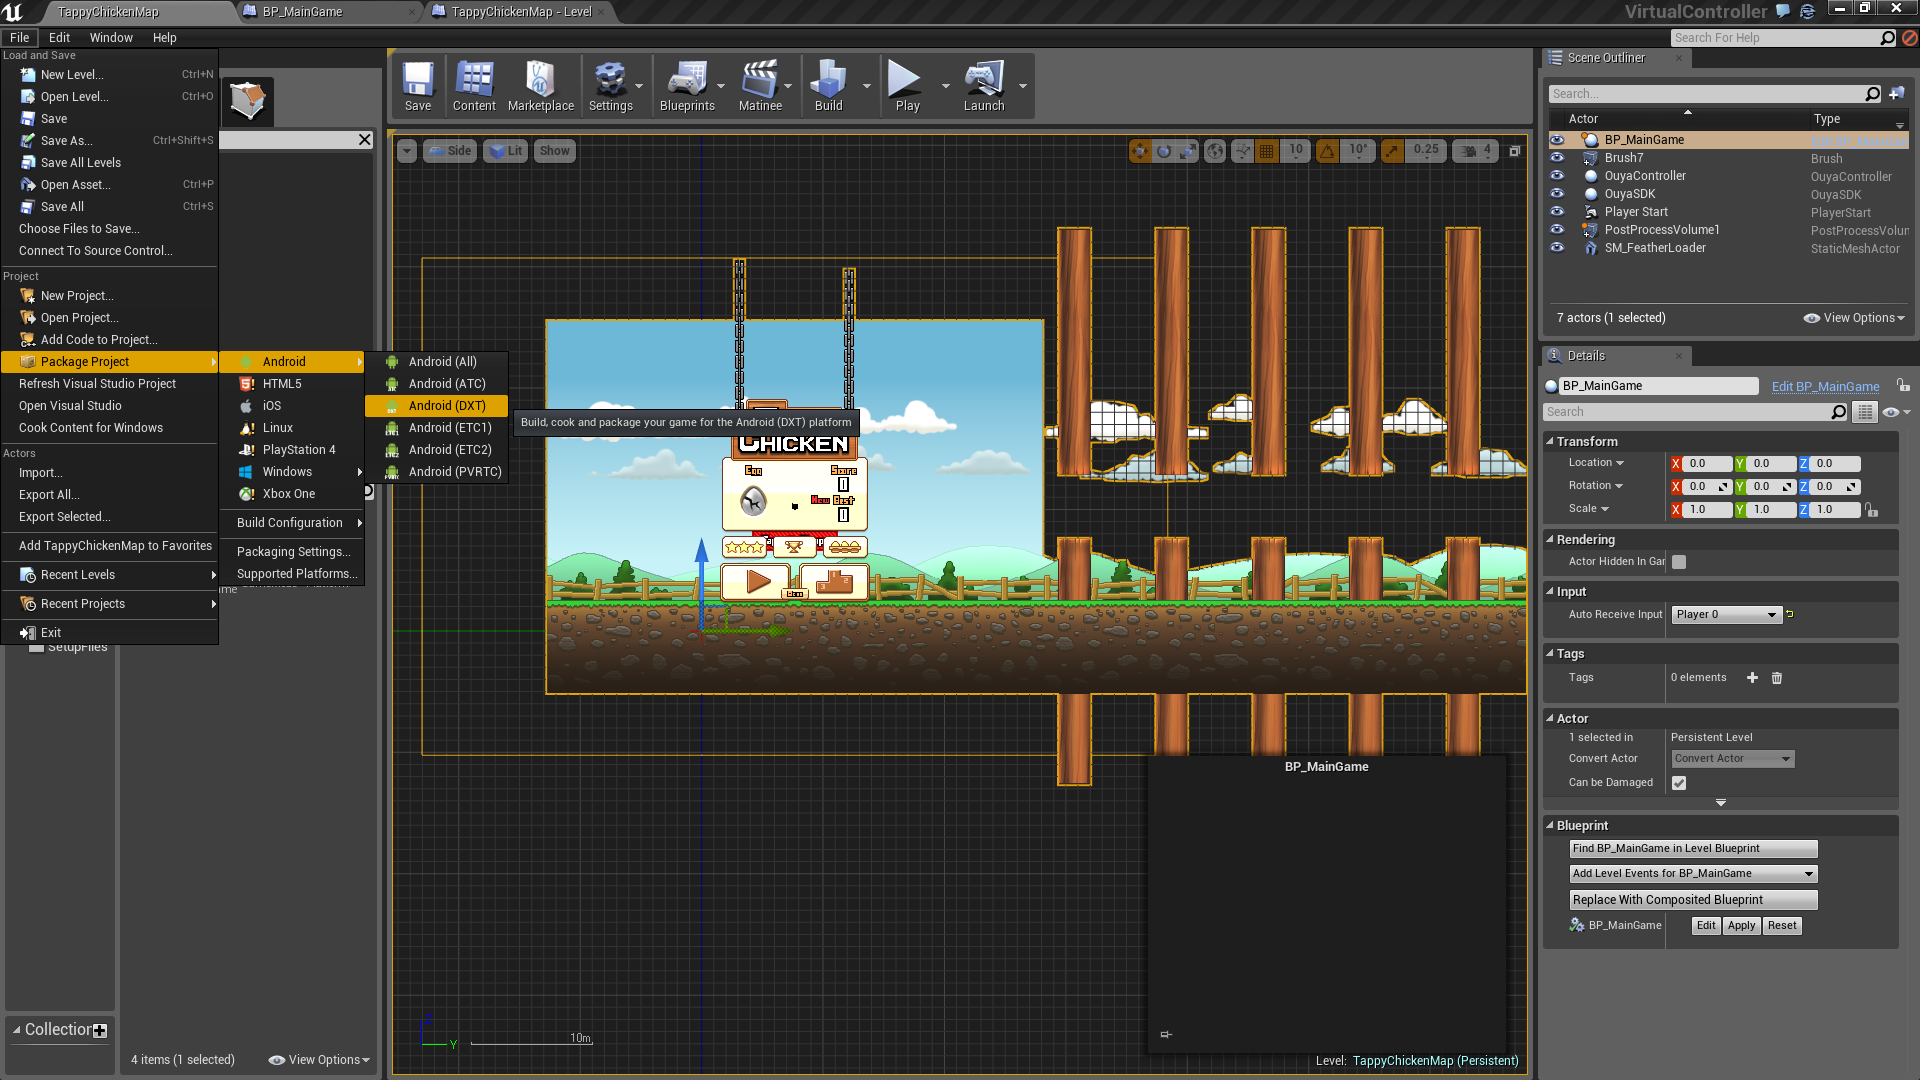 TappyChickenMap
BP_MainGame
TappyChickenMap - Level
VirtualController
File
Edit
Window
Help
Search For Help
Load and Save
New Level... Ctrl+N
Open Level... Ctrl+O
Save
Save As... Ctrl+Shift+S
Save All Levels
Open Asset... Ctrl+P
Save All Ctrl+S
Choose Files to Save...
Connect To Source Control...
Project
New Project...
Open Project...
Add Code to Project...
Package Project
Refresh Visual Studio Project
Open Visual Studio
Cook Content for Windows
Actors
Import...
Export All...
Export Selected...
Add TappyChickenMap to Favorites
Recent Levels
Recent Projects
Exit
SetupFiles
Collection
4 items (1 selected)
View Options
Android
HTML5
iOS
Linux
PlayStation 4
Windows
Xbox One
Build Configuration
Packaging Settings...
Supported Platforms...
Android (All)
Android (ATC)
Android (DXT)
Android (ETC1)
Android (ETC2)
Android (PVRTC)
Build, cook and package your game for the Android (DXT) platform
Save
Content
Marketplace
Settings
Blueprints
Matinee
Build
Play
Launch
Side
Lit
Show
10
10°
0.25
4
CHICKEN
Egg
Score
New Best
10m
Y
BP_MainGame
Level: TappyChickenMap (Persistent)
Scene Outliner
Search...
Actor Type
BP_MainGame
Brush7 Brush
OuyaController OuyaController
OuyaSDK OuyaSDK
Player Start PlayerStart
PostProcessVolume1 PostProcessVolun
SM_FeatherLoader StaticMeshActor
7 actors (1 selected)
View Options
Details
BP_MainGame
Edit BP_MainGame
Search
Transform
Location X 0.0 Y 0.0 Z 0.0
Rotation X 0.0 Y 0.0 Z 0.0
Scale X 1.0 Y 1.0 Z 1.0
Rendering
Actor Hidden In Gar
Input
Auto Receive Input Player 0
Tags
Tags 0 elements
Actor
1 selected in Persistent Level
Convert Actor Convert Actor
Can be Damaged
Blueprint
Find BP_MainGame in Level Blueprint
Add Level Events for BP_MainGame
Replace With Composited Blueprint
BP_MainGame Edit Apply Reset